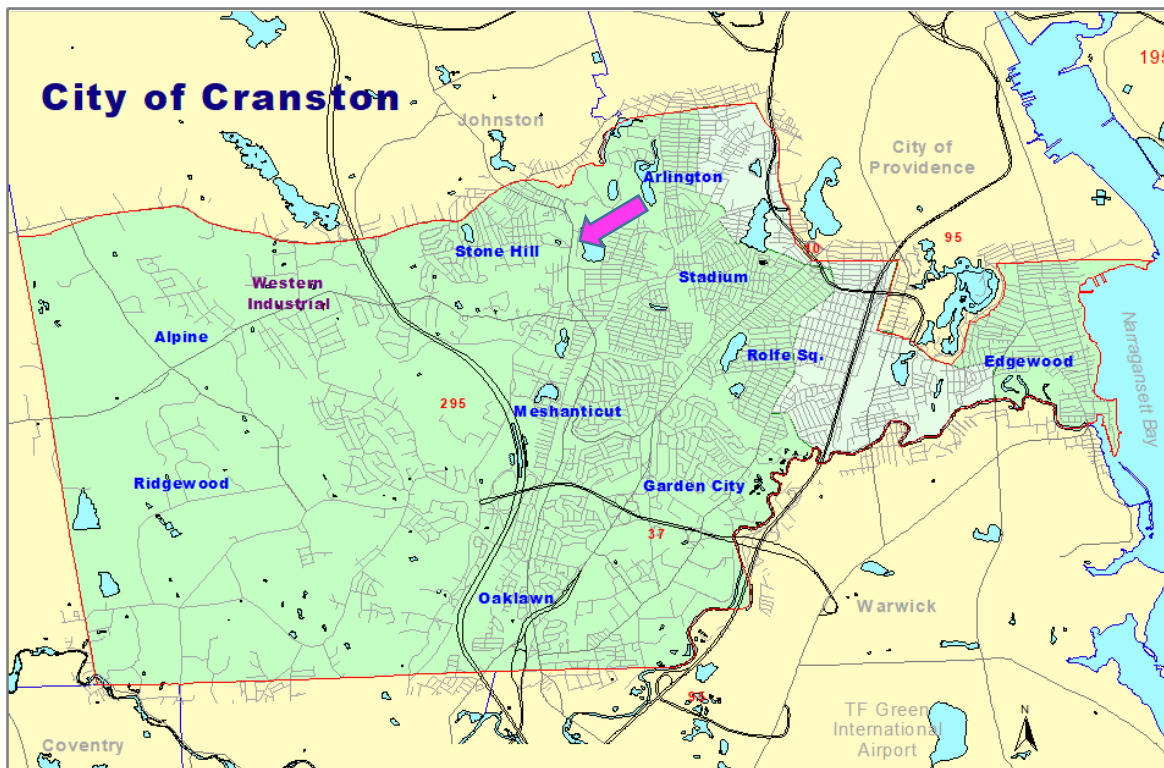 City of Cranston
195
Johnston
City of
Providence
Arlington
10
95
Stone Hill
Stadium
Western
Industrial
Alpine
Rolfe Sq.
Edgewood
Narragansett Bay
295
Meshanticut
Ridgewood
Garden City
37
Oaklawn
Warwick
95
TF Green
International
Airport
N
Coventry